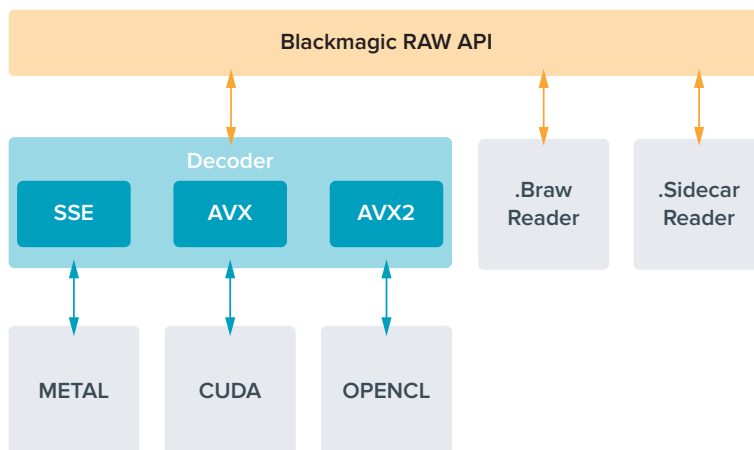 Blackmagic RAW API
Decoder
SSE
AVX
AVX2
.Braw
Reader
.Sidecar
Reader
METAL
CUDA
OPENCL